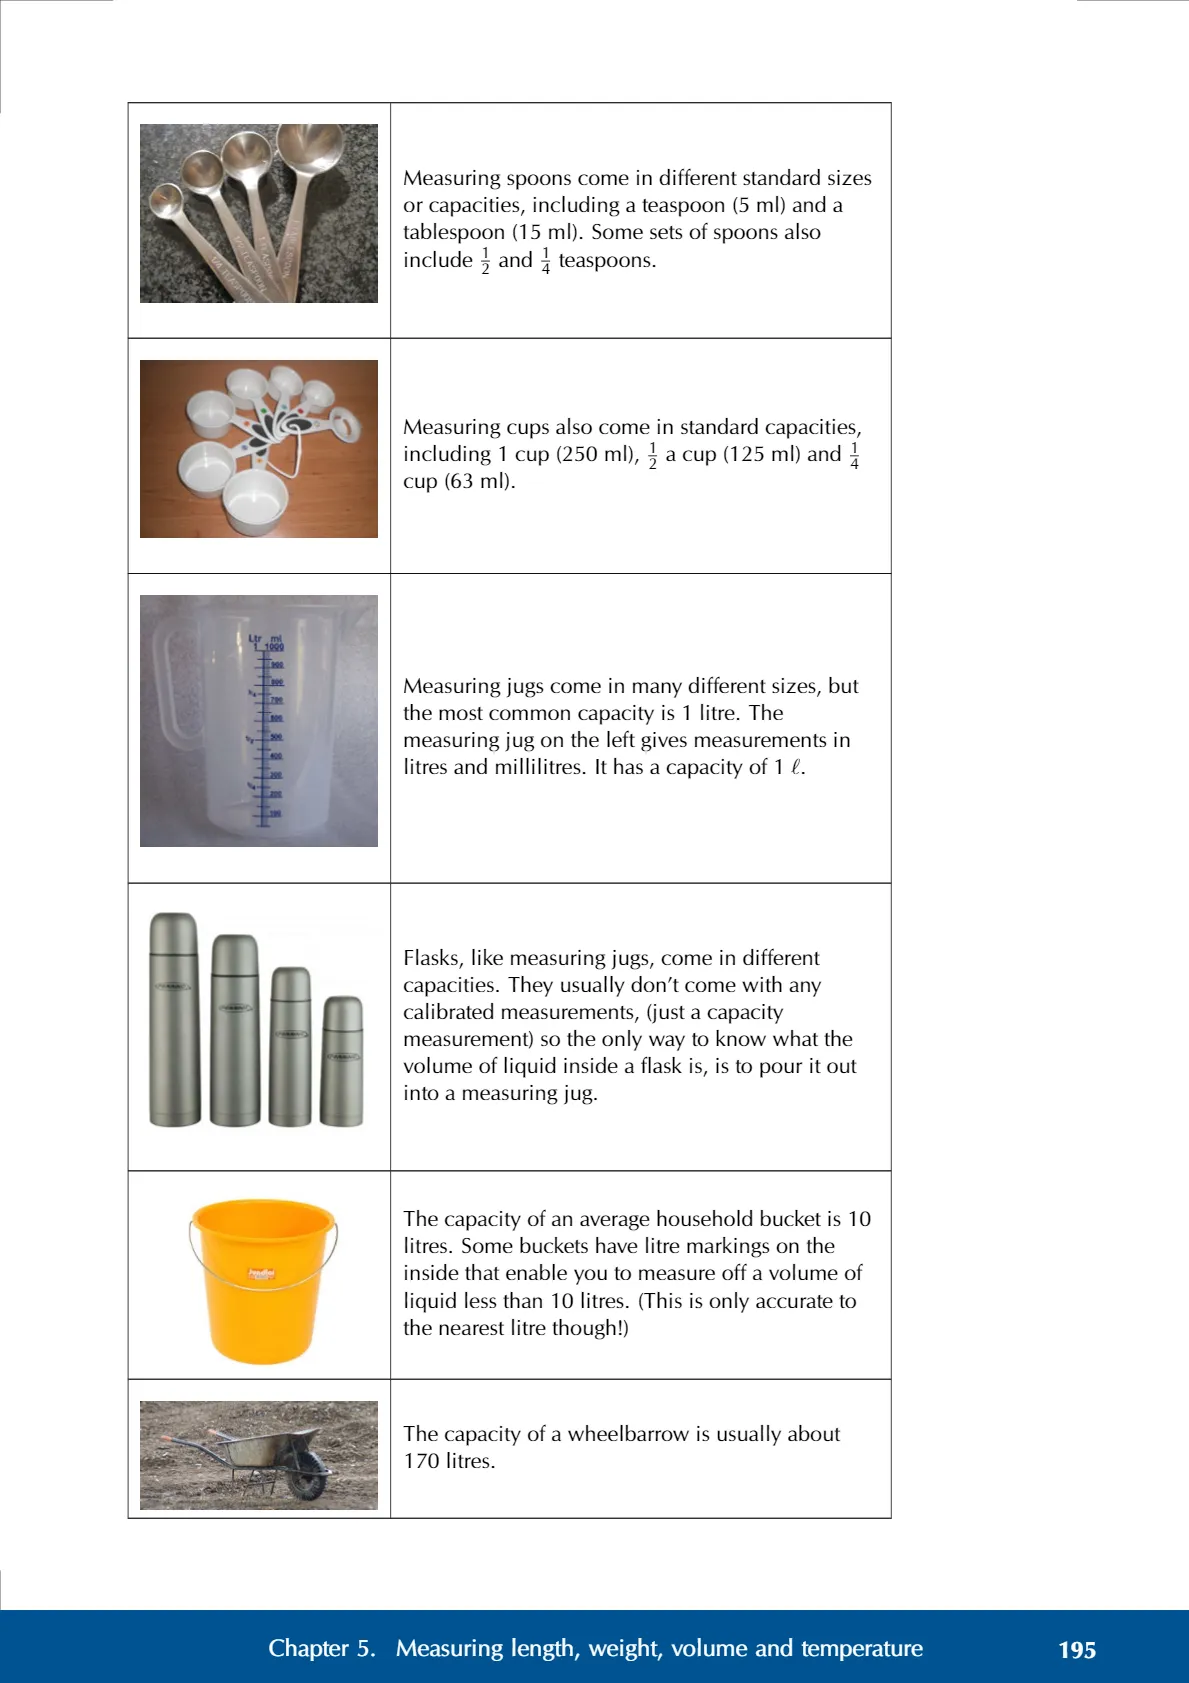 Measuring spoons come in different standard sizes
or capacities, including a teaspoon (5 ml) and a
tablespoon (15 ml). Some sets of spoons also
include 1/2 and 1/4 teaspoons.
Measuring cups also come in standard capacities,
including 1 cup (250 ml), 1/2 a cup (125 ml) and 1/4
cup (63 ml).
Ltr ml
1 1000
900
800
3/4 700
600
1/2 500
400
300
1/4 200
100
Measuring jugs come in many different sizes, but
the most common capacity is 1 litre. The
measuring jug on the left gives measurements in
litres and millilitres. It has a capacity of 1 ℓ.
Flasks, like measuring jugs, come in different
capacities. They usually don’t come with any
calibrated measurements, (just a capacity
measurement) so the only way to know what the
volume of liquid inside a flask is, is to pour it out
into a measuring jug.
The capacity of an average household bucket is 10
litres. Some buckets have litre markings on the
inside that enable you to measure off a volume of
liquid less than 10 litres. (This is only accurate to
the nearest litre though!)
The capacity of a wheelbarrow is usually about
170 litres.
Chapter 5. Measuring length, weight, volume and temperature 195